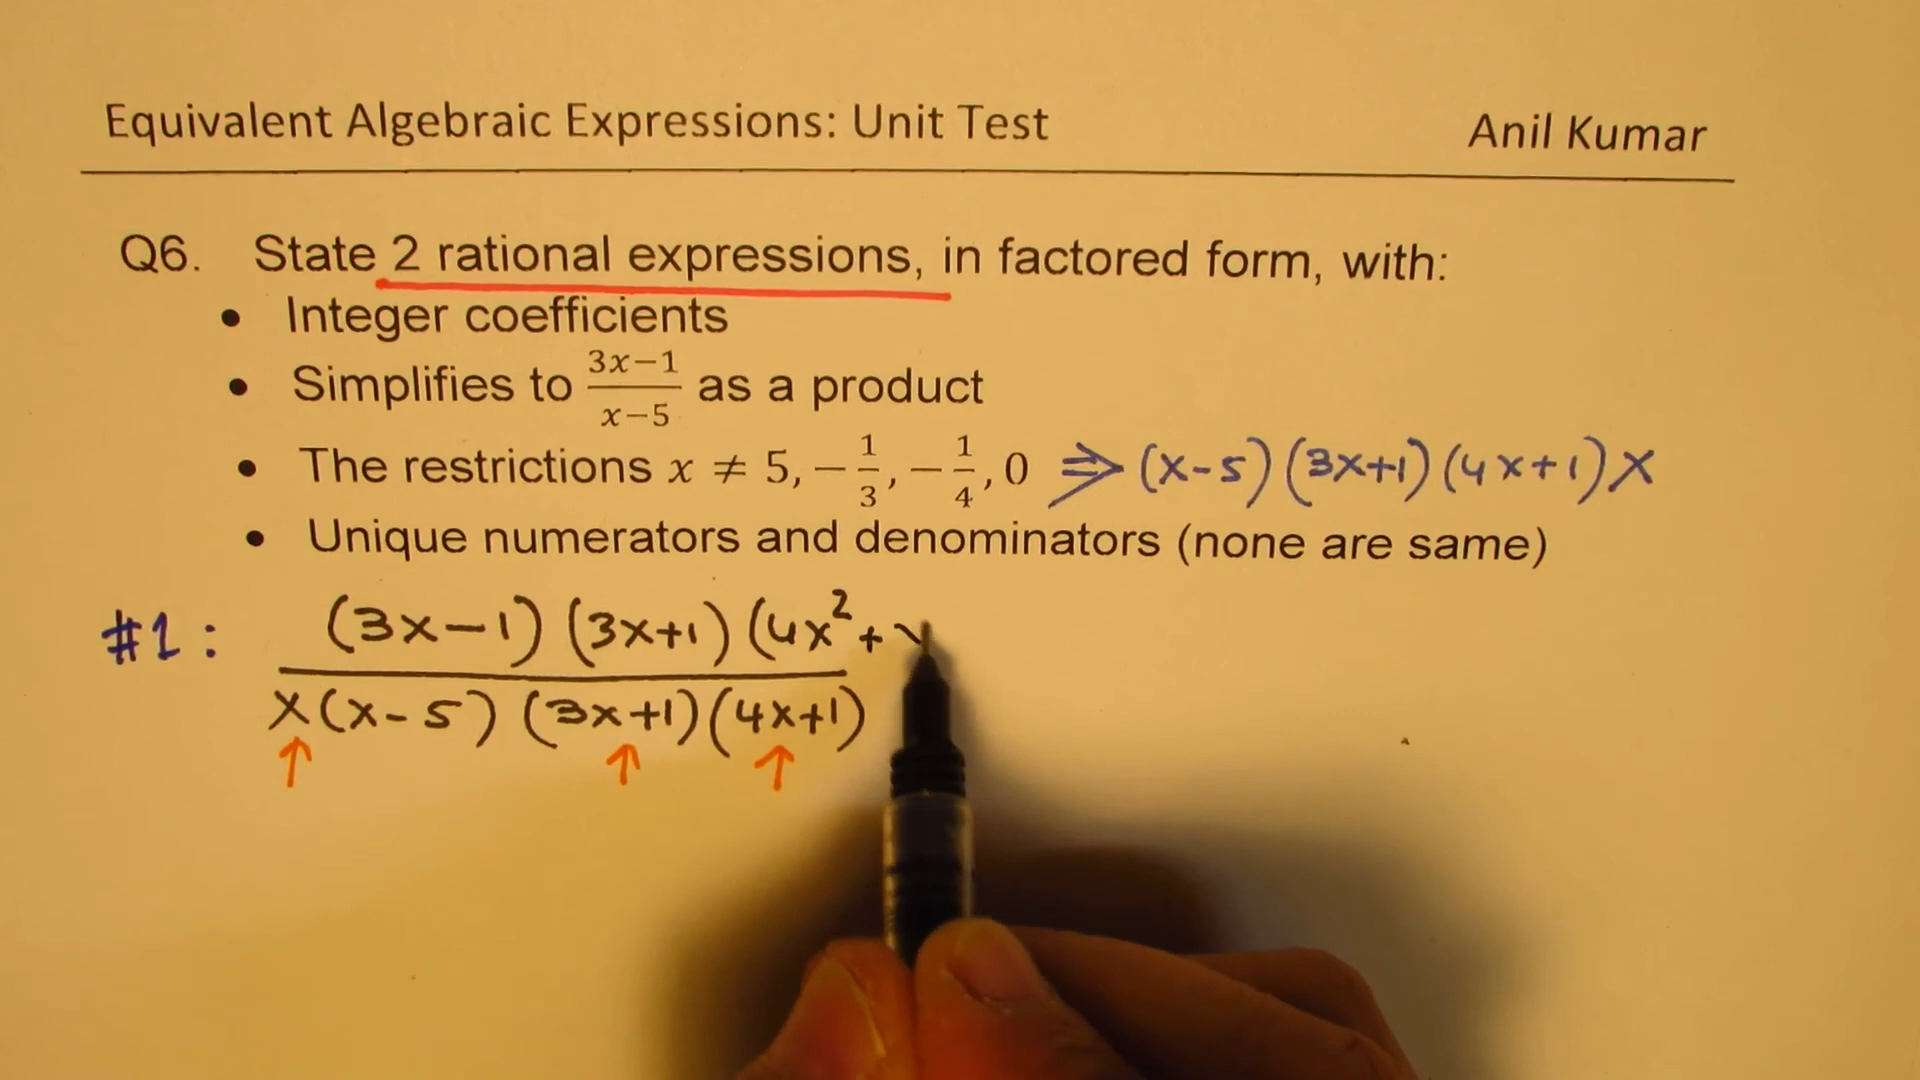 Equivalent Algebraic Expressions: Unit Test Anil Kumar
Q6. State 2 rational expressions, in factored form, with:
• Integer coefficients
• Simplifies to (3x−1)/(x−5) as a product
• The restrictions x ≠ 5, −1/3, −1/4, 0 ⇒ (x-5)(3x+1)(4x+1)x
• Unique numerators and denominators (none are same)
#1: (3x-1)(3x+1)(4x²+
x(x-5)(3x+1)(4x+1)
↑ ↑ ↑